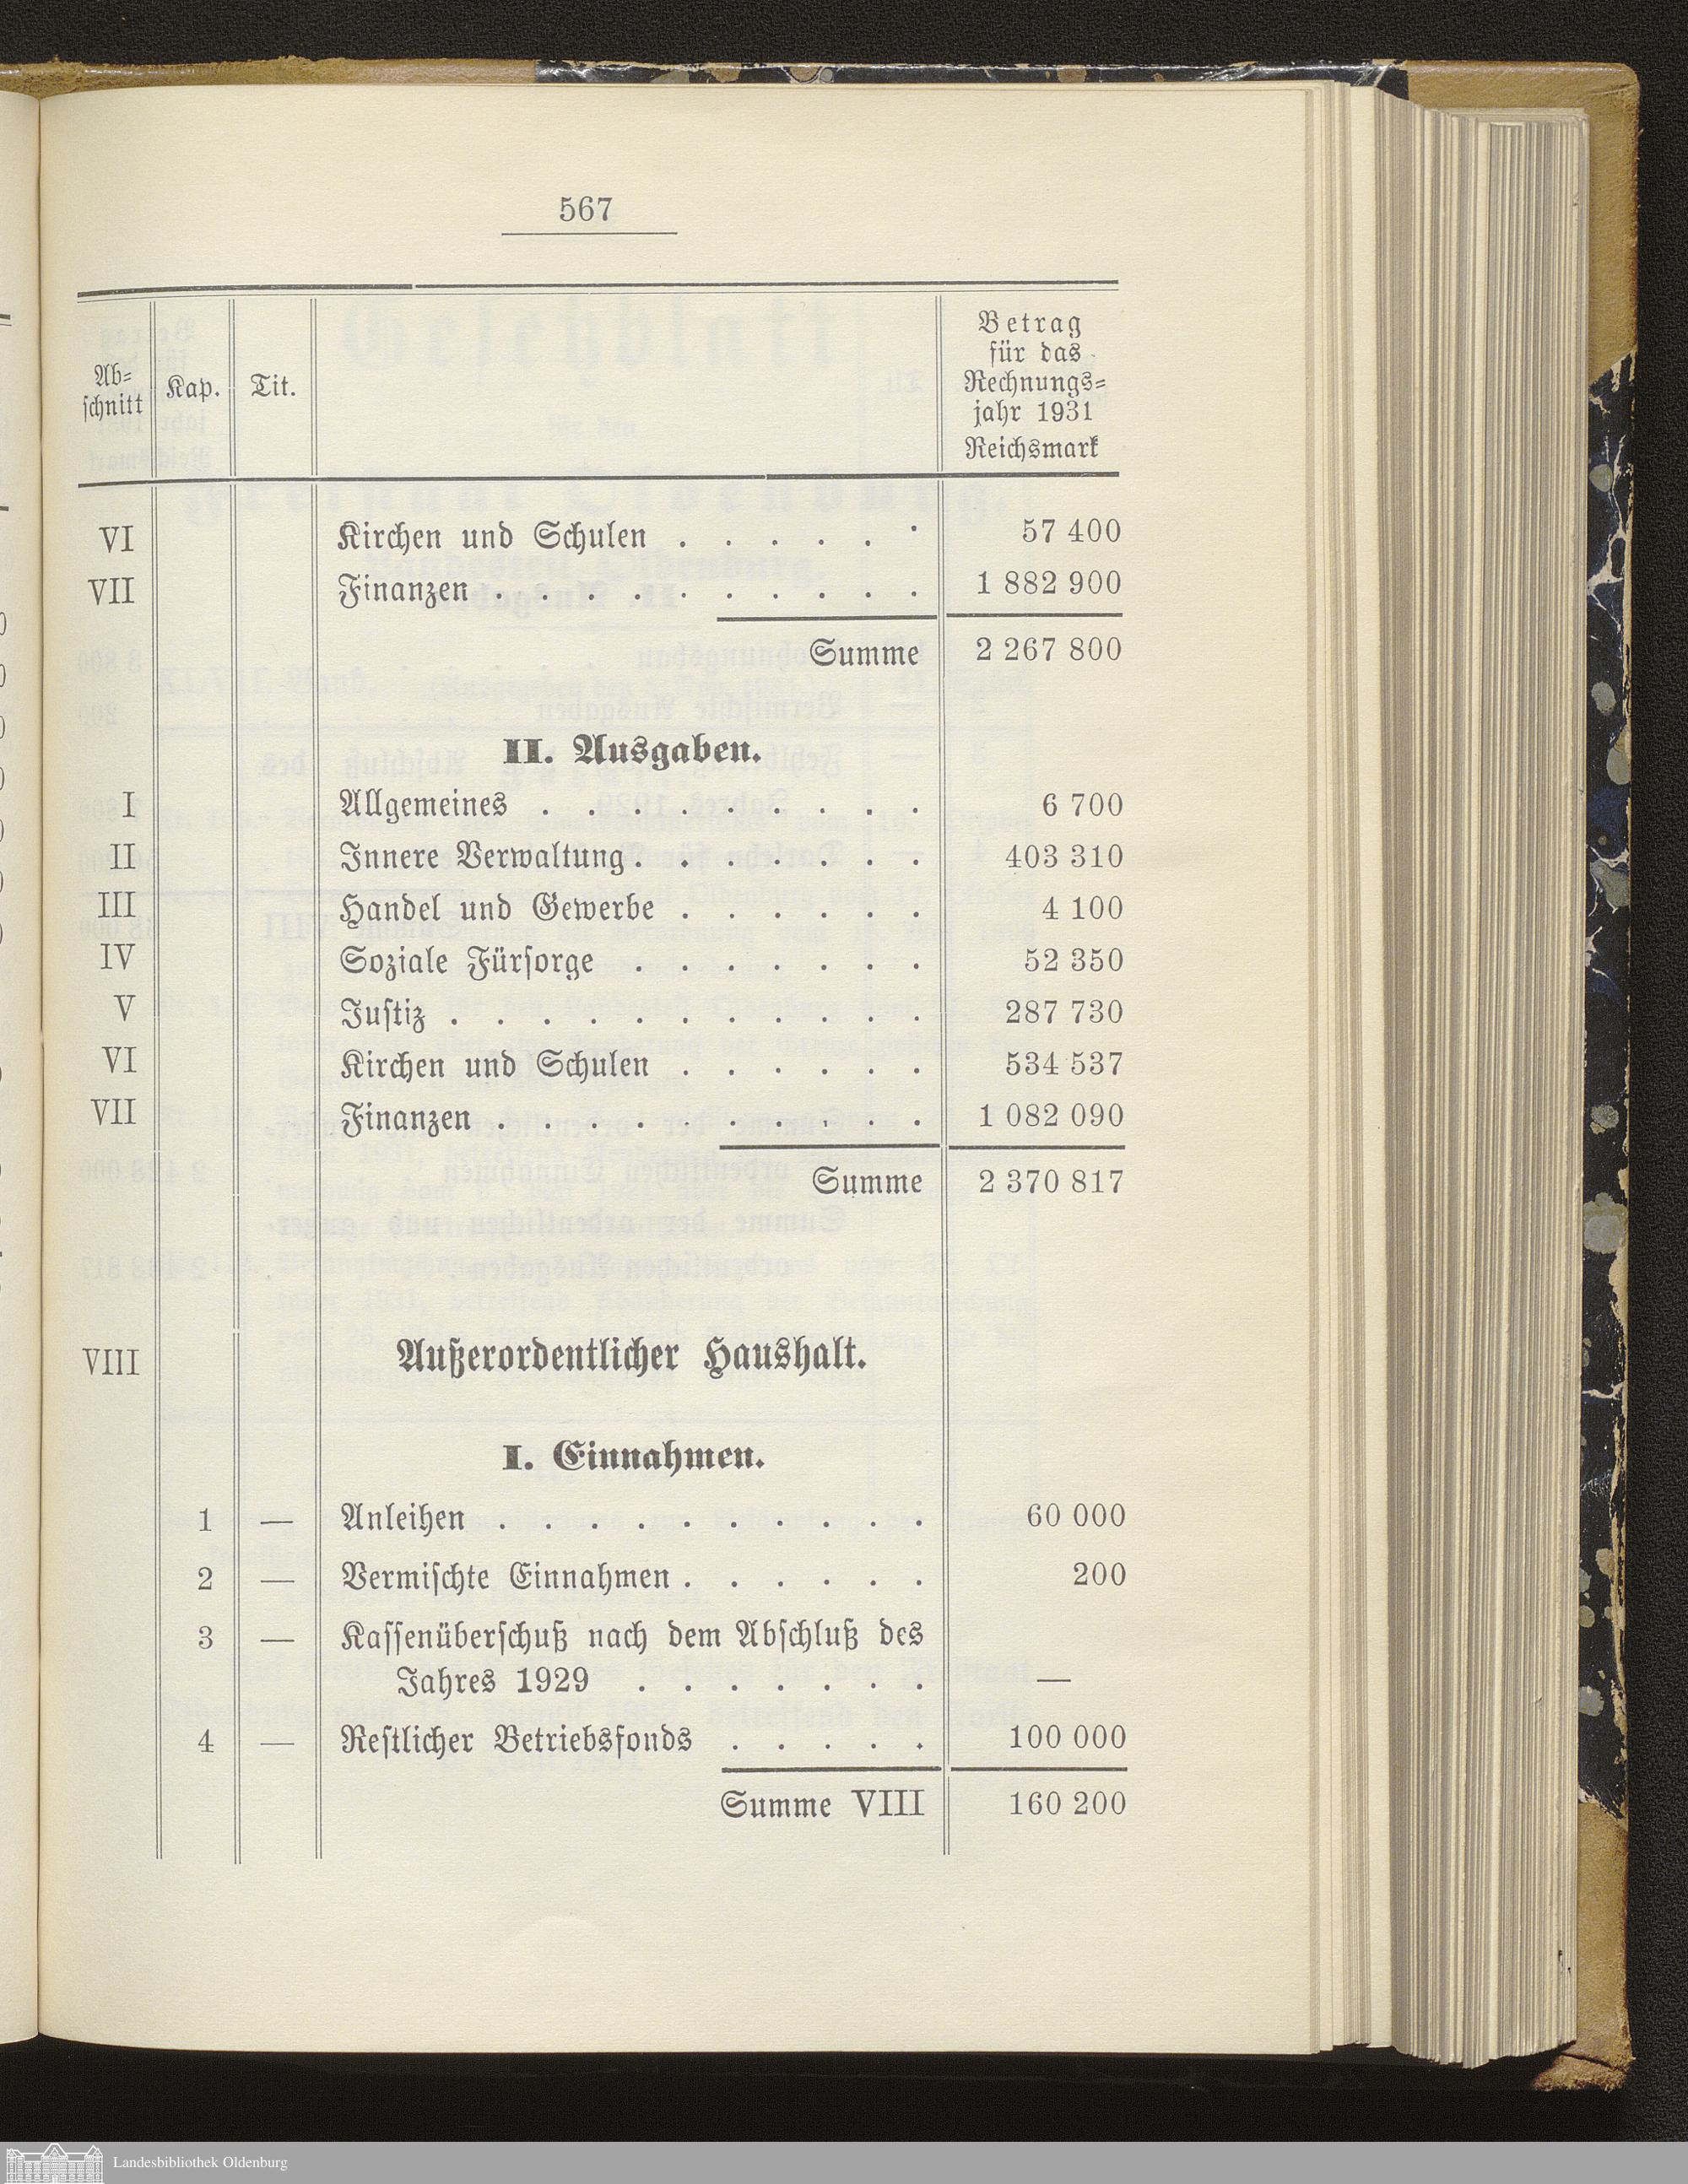 567
Ab-
schnitt
Kap.
Tit.
Betrag
für das
Rechnungs-
jahr 1931
Reichsmark
VI Kirchen und Schulen . . . . . . 57 400
VII Finanzen . . . . . . . . . . 1 882 900
Summe 2 267 800
II. Ausgaben.
I Allgemeines . . . . . . . . . 6 700
II Innere Verwaltung . . . . . . . 403 310
III Handel und Gewerbe . . . . . . 4 100
IV Soziale Fürsorge . . . . . . . 52 350
V Justiz . . . . . . . . . . . 287 730
VI Kirchen und Schulen . . . . . . 534 537
VII Finanzen . . . . . . . . . . 1 082 090
Summe 2 370 817
VIII Außerordentlicher Haushalt.
I. Einnahmen.
1 — Anleihen . . . . . . . . . . 60 000
2 — Vermischte Einnahmen . . . . . . 200
3 — Kassenüberschuß nach dem Abschluß des
Jahres 1929 . . . . . . . —
4 — Restlicher Betriebsfonds . . . . . 100 000
Summe VIII 160 200
Landesbibliothek Oldenburg